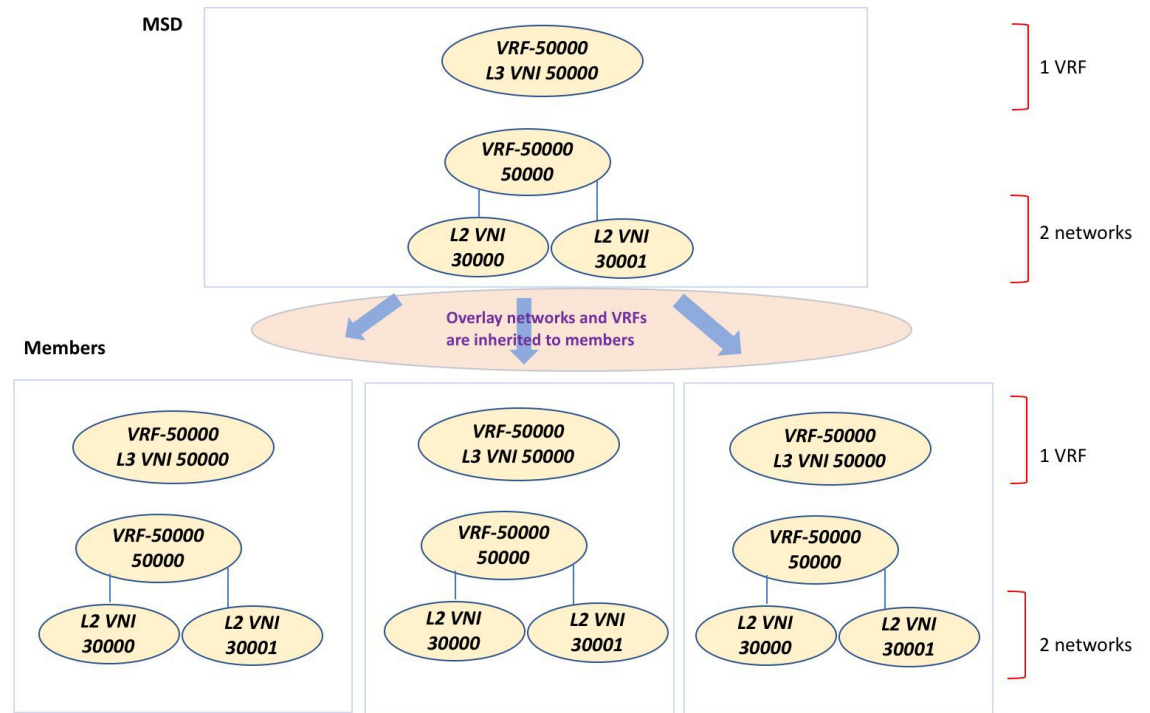 MSD
VRF-50000
L3 VNI 50000
1 VRF
VRF-50000
50000
L2 VNI
30000
L2 VNI
30001
2 networks
Overlay networks and VRFs
are inherited to members
Members
VRF-50000
L3 VNI 50000
VRF-50000
50000
L2 VNI
30000
L2 VNI
30001
VRF-50000
L3 VNI 50000
VRF-50000
50000
L2 VNI
30000
L2 VNI
30001
VRF-50000
L3 VNI 50000
VRF-50000
50000
L2 VNI
30000
L2 VNI
30001
1 VRF
2 networks